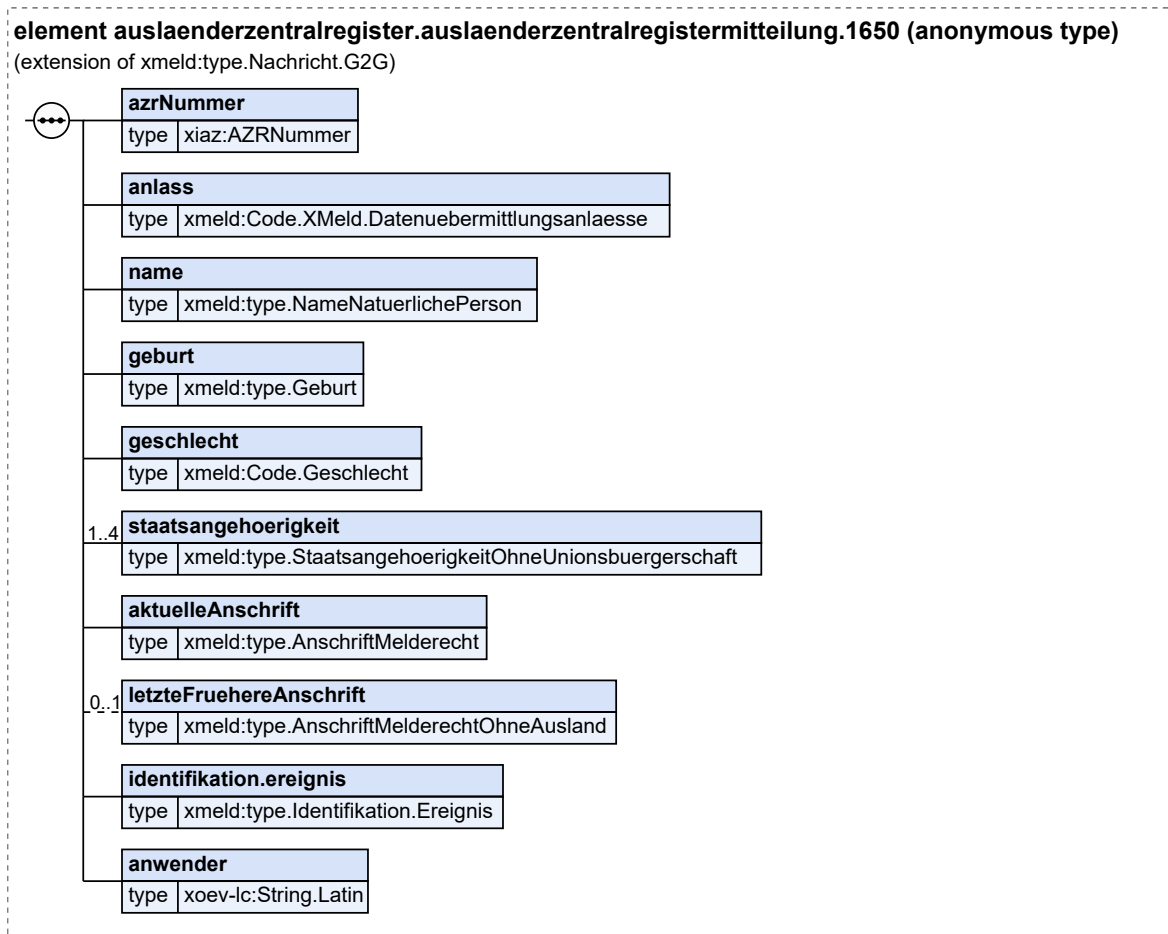 element auslaenderzentralregister.auslaenderzentralregistermitteilung.1650 (anonymous type)
(extension of xmeld:type.Nachricht.G2G)
azrNummer
type xiaz:AZRNummer
anlass
type xmeld:Code.XMeld.Datenuebermittlungsanlaesse
name
type xmeld:type.NameNatuerlichePerson
geburt
type xmeld:type.Geburt
geschlecht
type xmeld:Code.Geschlecht
1..4 staatsangehoerigkeit
type xmeld:type.StaatsangehoerigkeitOhneUnionsbuergerschaft
aktuelleAnschrift
type xmeld:type.AnschriftMelderecht
0..1 letzteFruehereAnschrift
type xmeld:type.AnschriftMelderechtOhneAusland
identifikation.ereignis
type xmeld:type.Identifikation.Ereignis
anwender
type xoev-lc:String.Latin